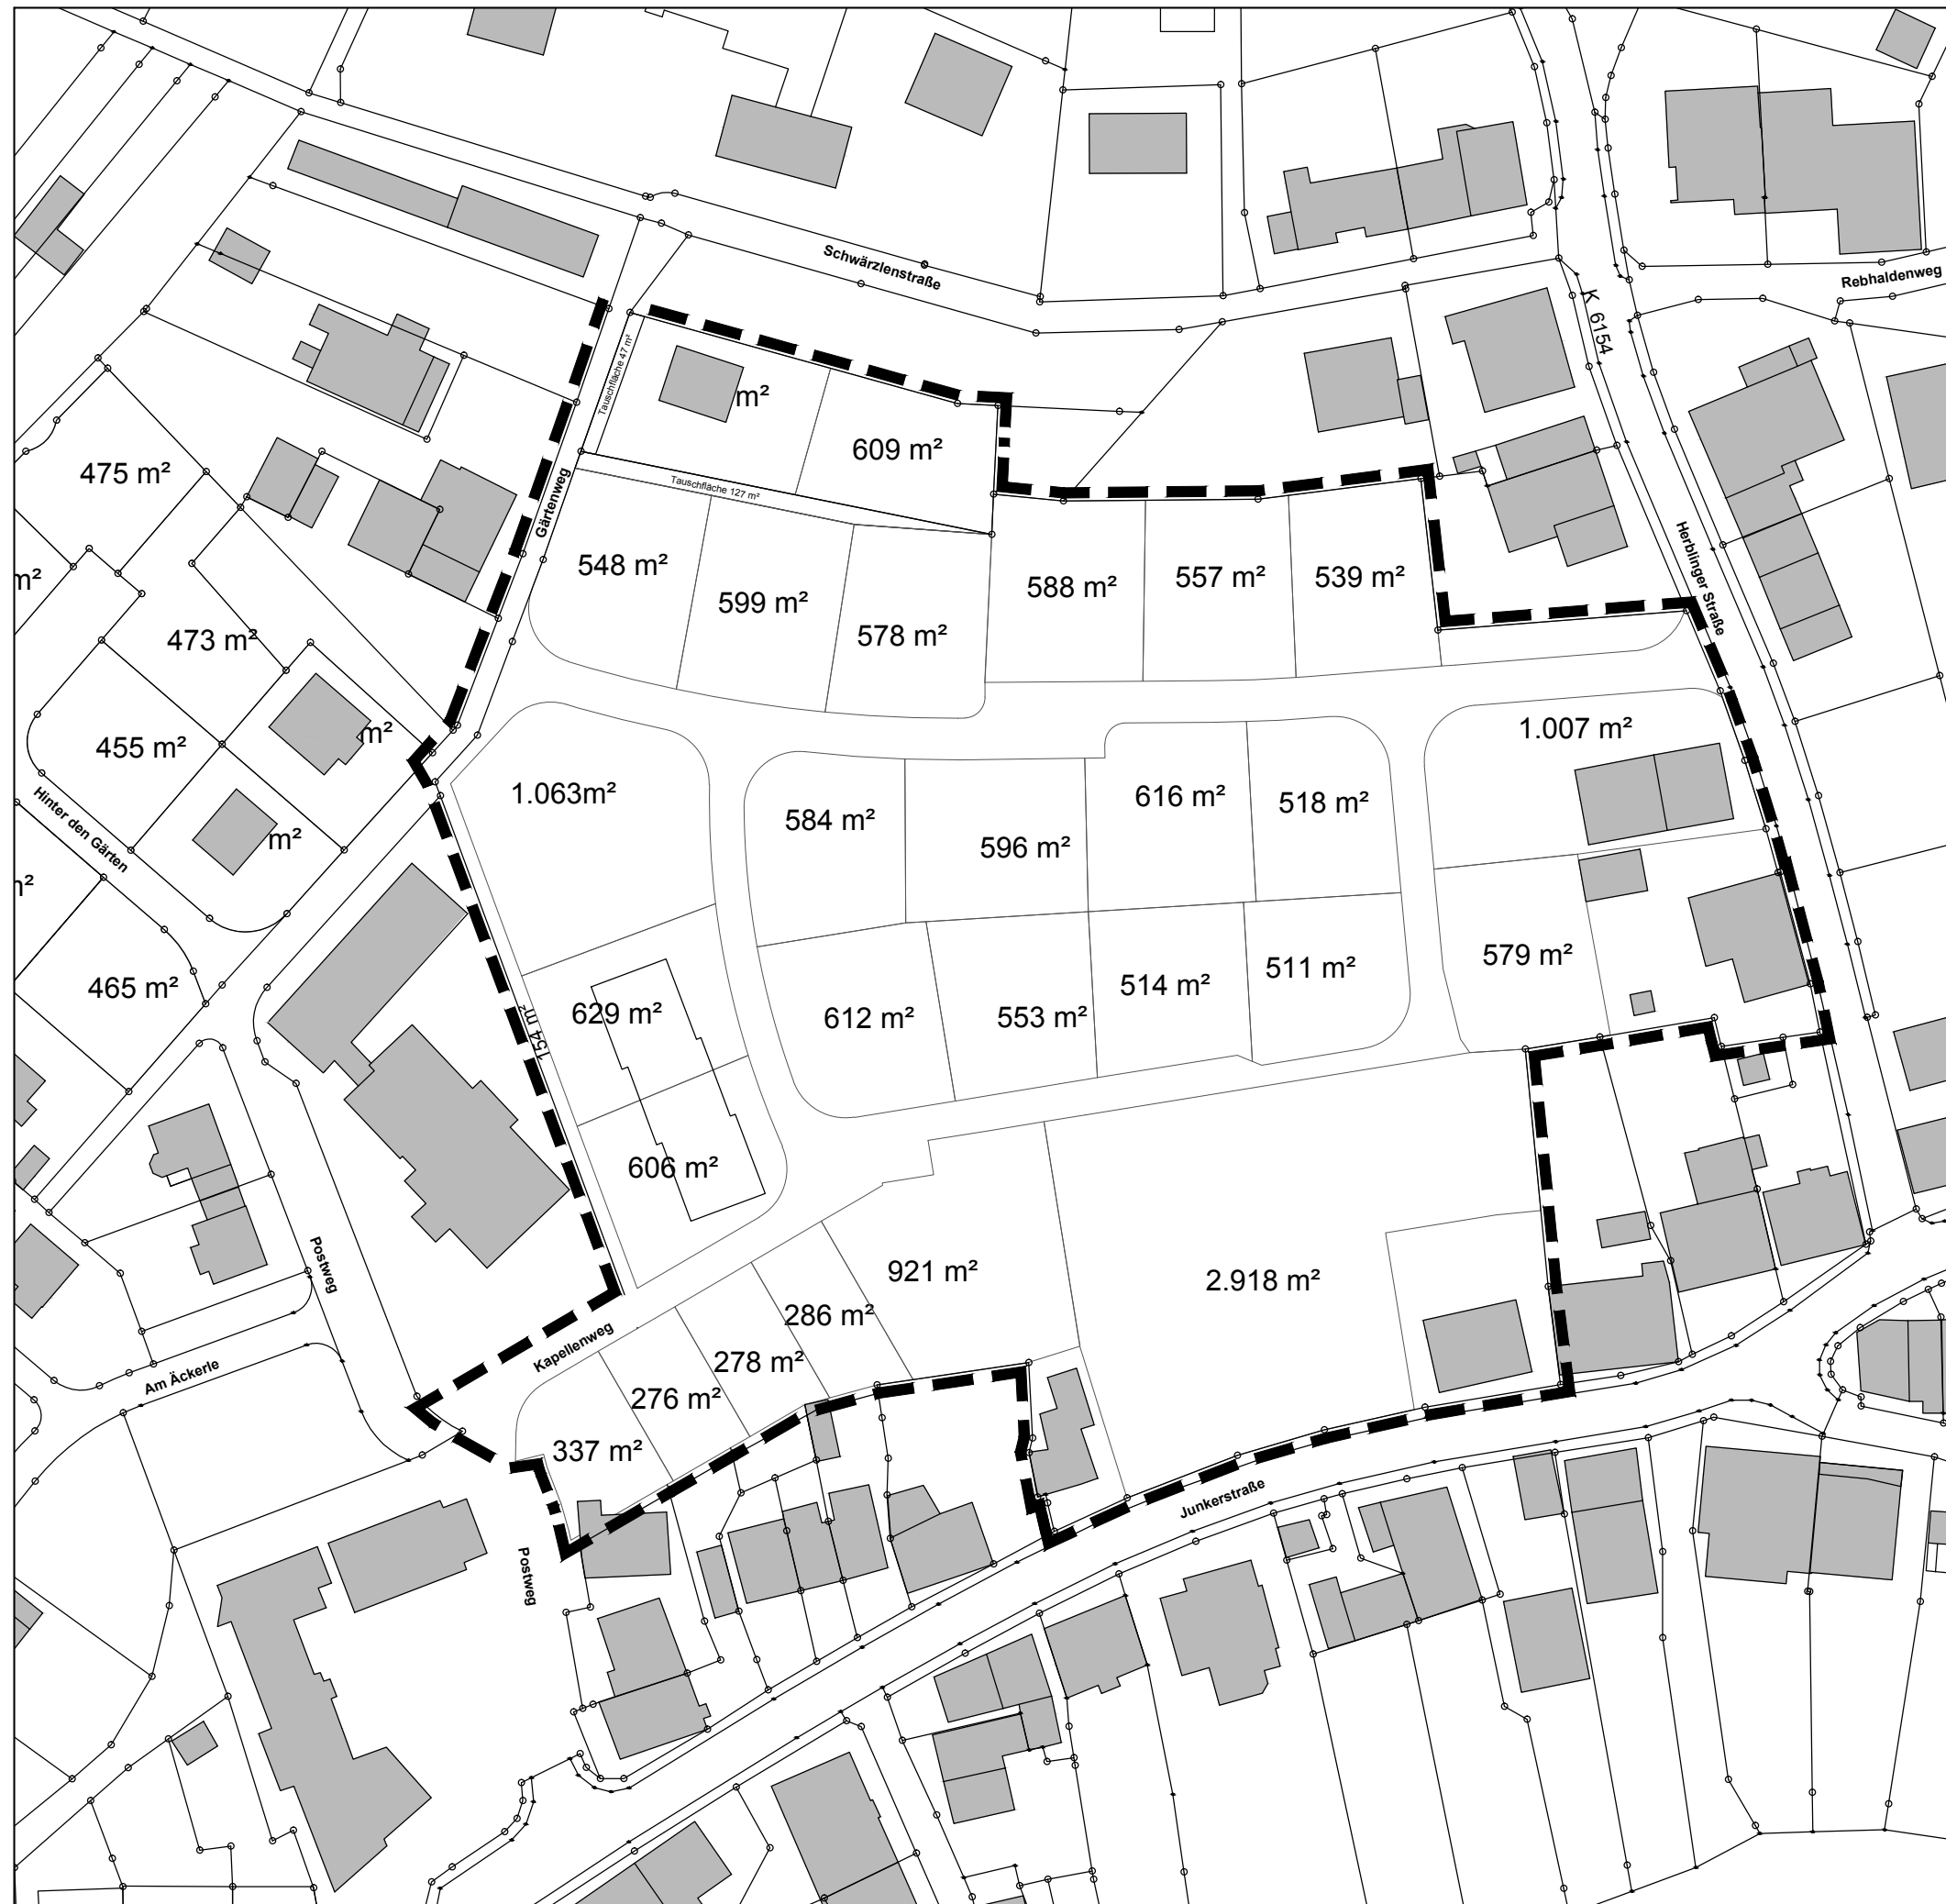 Schwärzlenstraße
Rebhaldenweg
K 6154
Tauschfläche 47 m²
m²
609 m²
475 m²
Tauschfläche 127 m²
Gärtenweg
548 m²
599 m²
578 m²
588 m²
557 m²
539 m²
Herblinger Straße
m²
473 m²
455 m²
m²
m²
Hinter den Gärten
m²
465 m²
1.063m²
584 m²
596 m²
616 m²
518 m²
1.007 m²
629 m²
154 m²
612 m²
553 m²
514 m²
511 m²
579 m²
606 m²
Postweg
Am Äckerle
Kapellenweg
921 m²
2.918 m²
286 m²
278 m²
276 m²
337 m²
Junkerstraße
Postweg